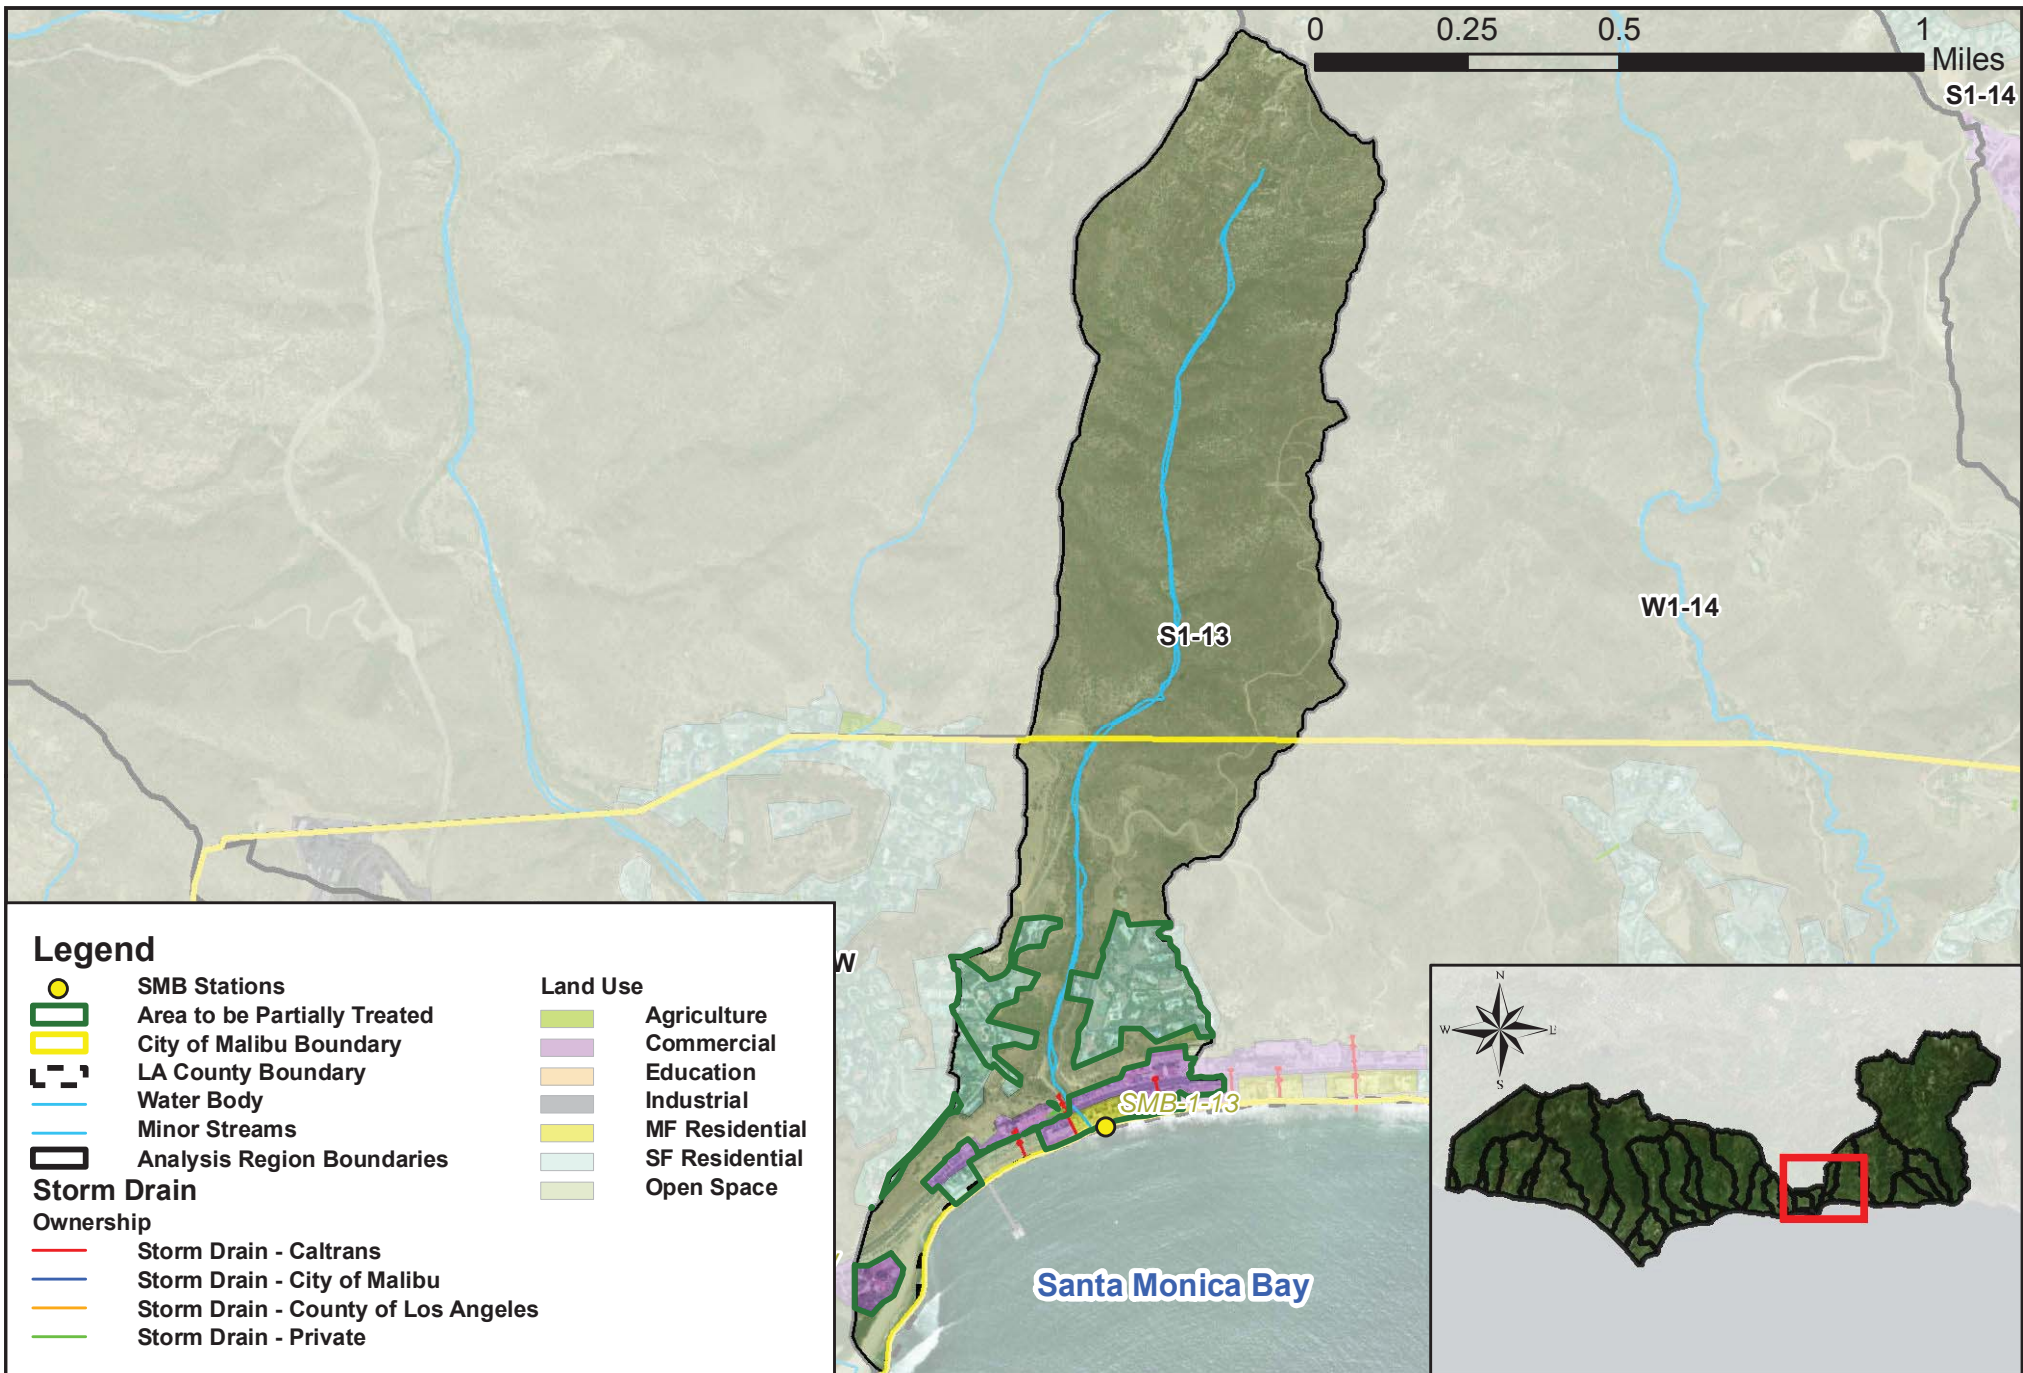 0 0.25 0.5 1
Miles
S1-14
W1-14
S1-13
W
SMB-1-13
Santa Monica Bay
Legend
SMB Stations
Area to be Partially Treated
City of Malibu Boundary
LA County Boundary
Water Body
Minor Streams
Analysis Region Boundaries
Storm Drain
Ownership
Storm Drain - Caltrans
Storm Drain - City of Malibu
Storm Drain - County of Los Angeles
Storm Drain - Private
Land Use
Agriculture
Commercial
Education
Industrial
MF Residential
SF Residential
Open Space
N
W E
S